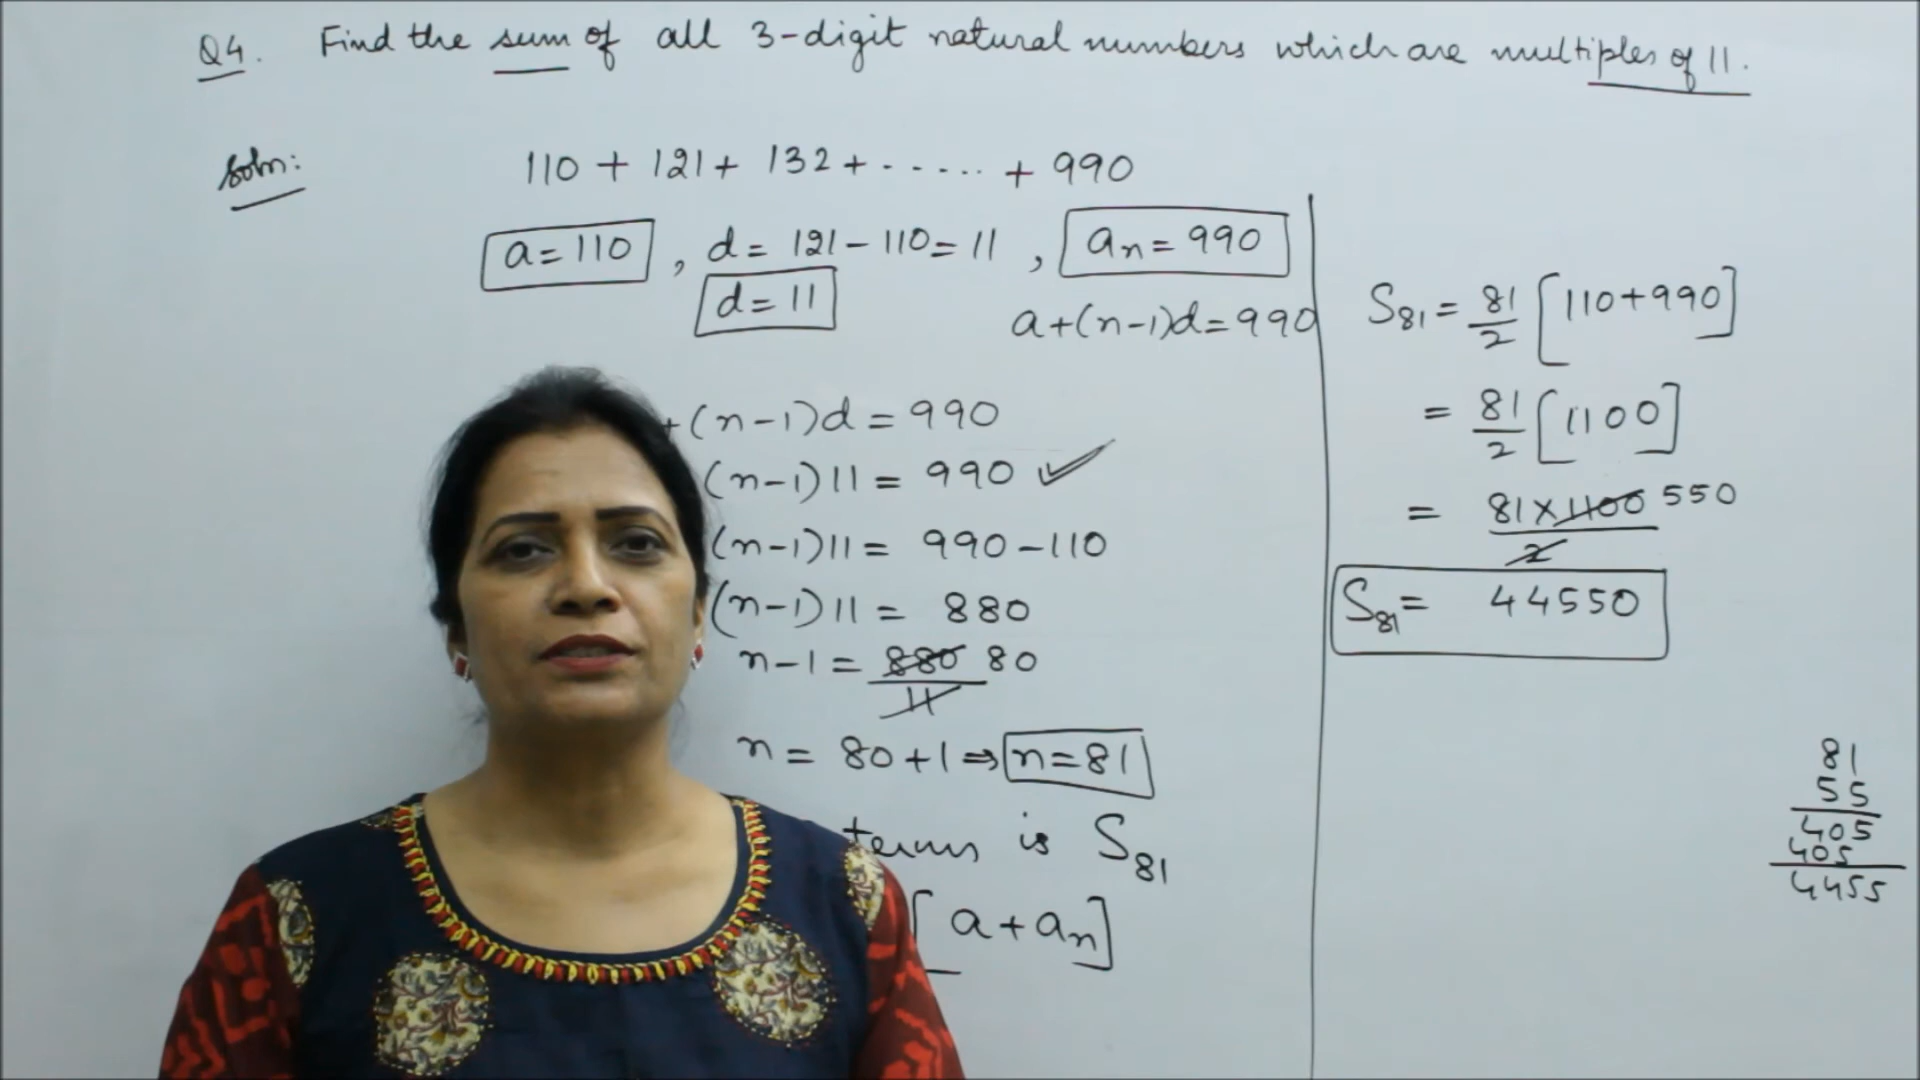 Q4. Find the sum of all 3-digit natural numbers which are multiples of 11.
Soln:
110 + 121 + 132 + ...... + 990
a = 110 , d = 121 - 110 = 11 , an = 990
d = 11
a + (n-1)d = 990
+ (n-1)d = 990
(n-1) 11 = 990 ✓
(n-1) 11 = 990 - 110
(n-1) 11 = 880
n-1 = 880/11 80
n = 80 + 1 ⇒ n = 81
terms is S81
[a + an]
S81 = 81/2 [110 + 990]
= 81/2 [1100]
= 81 × 1100/2 550
S81 = 44550
81
55
405
405
4455